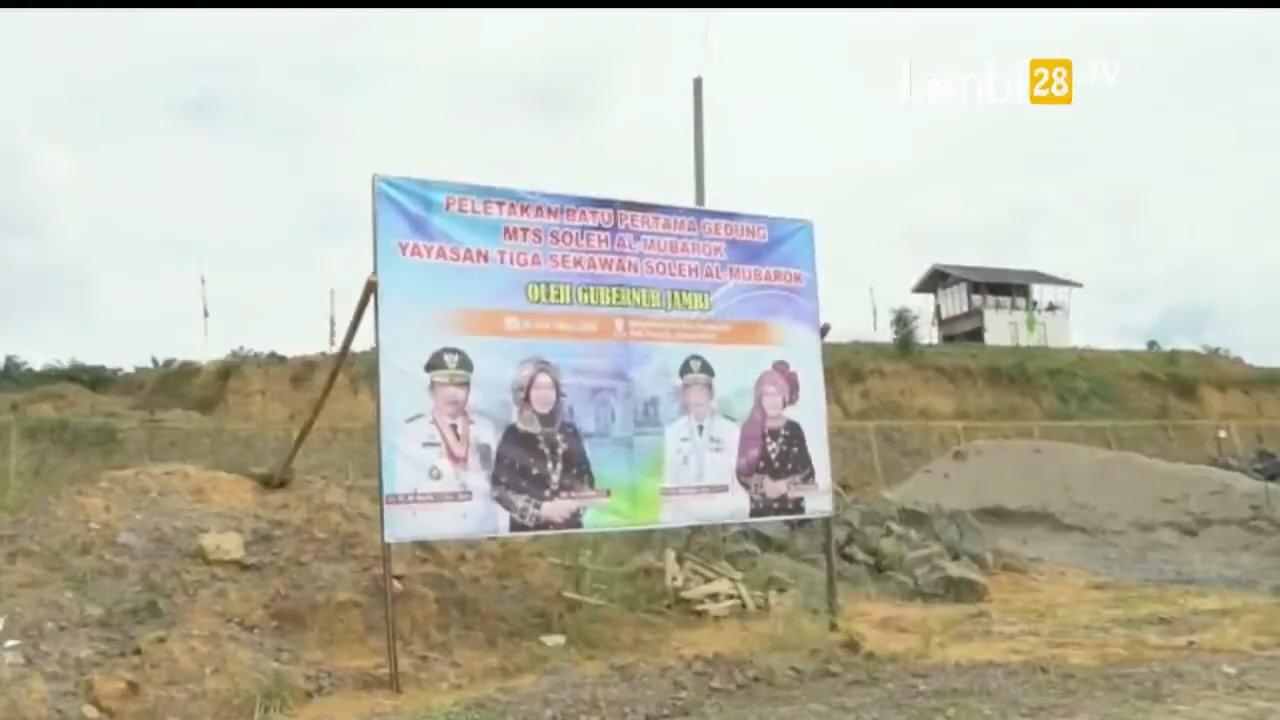 Jambi 28 .TV
PELETAKAN BATU PERTAMA GEDUNG
MTS SOLEH AL-MUBAROK
YAYASAN TIGA SEKAWAN SOLEH AL-MUBAROK
OLEH GUBERNUR JAMBI